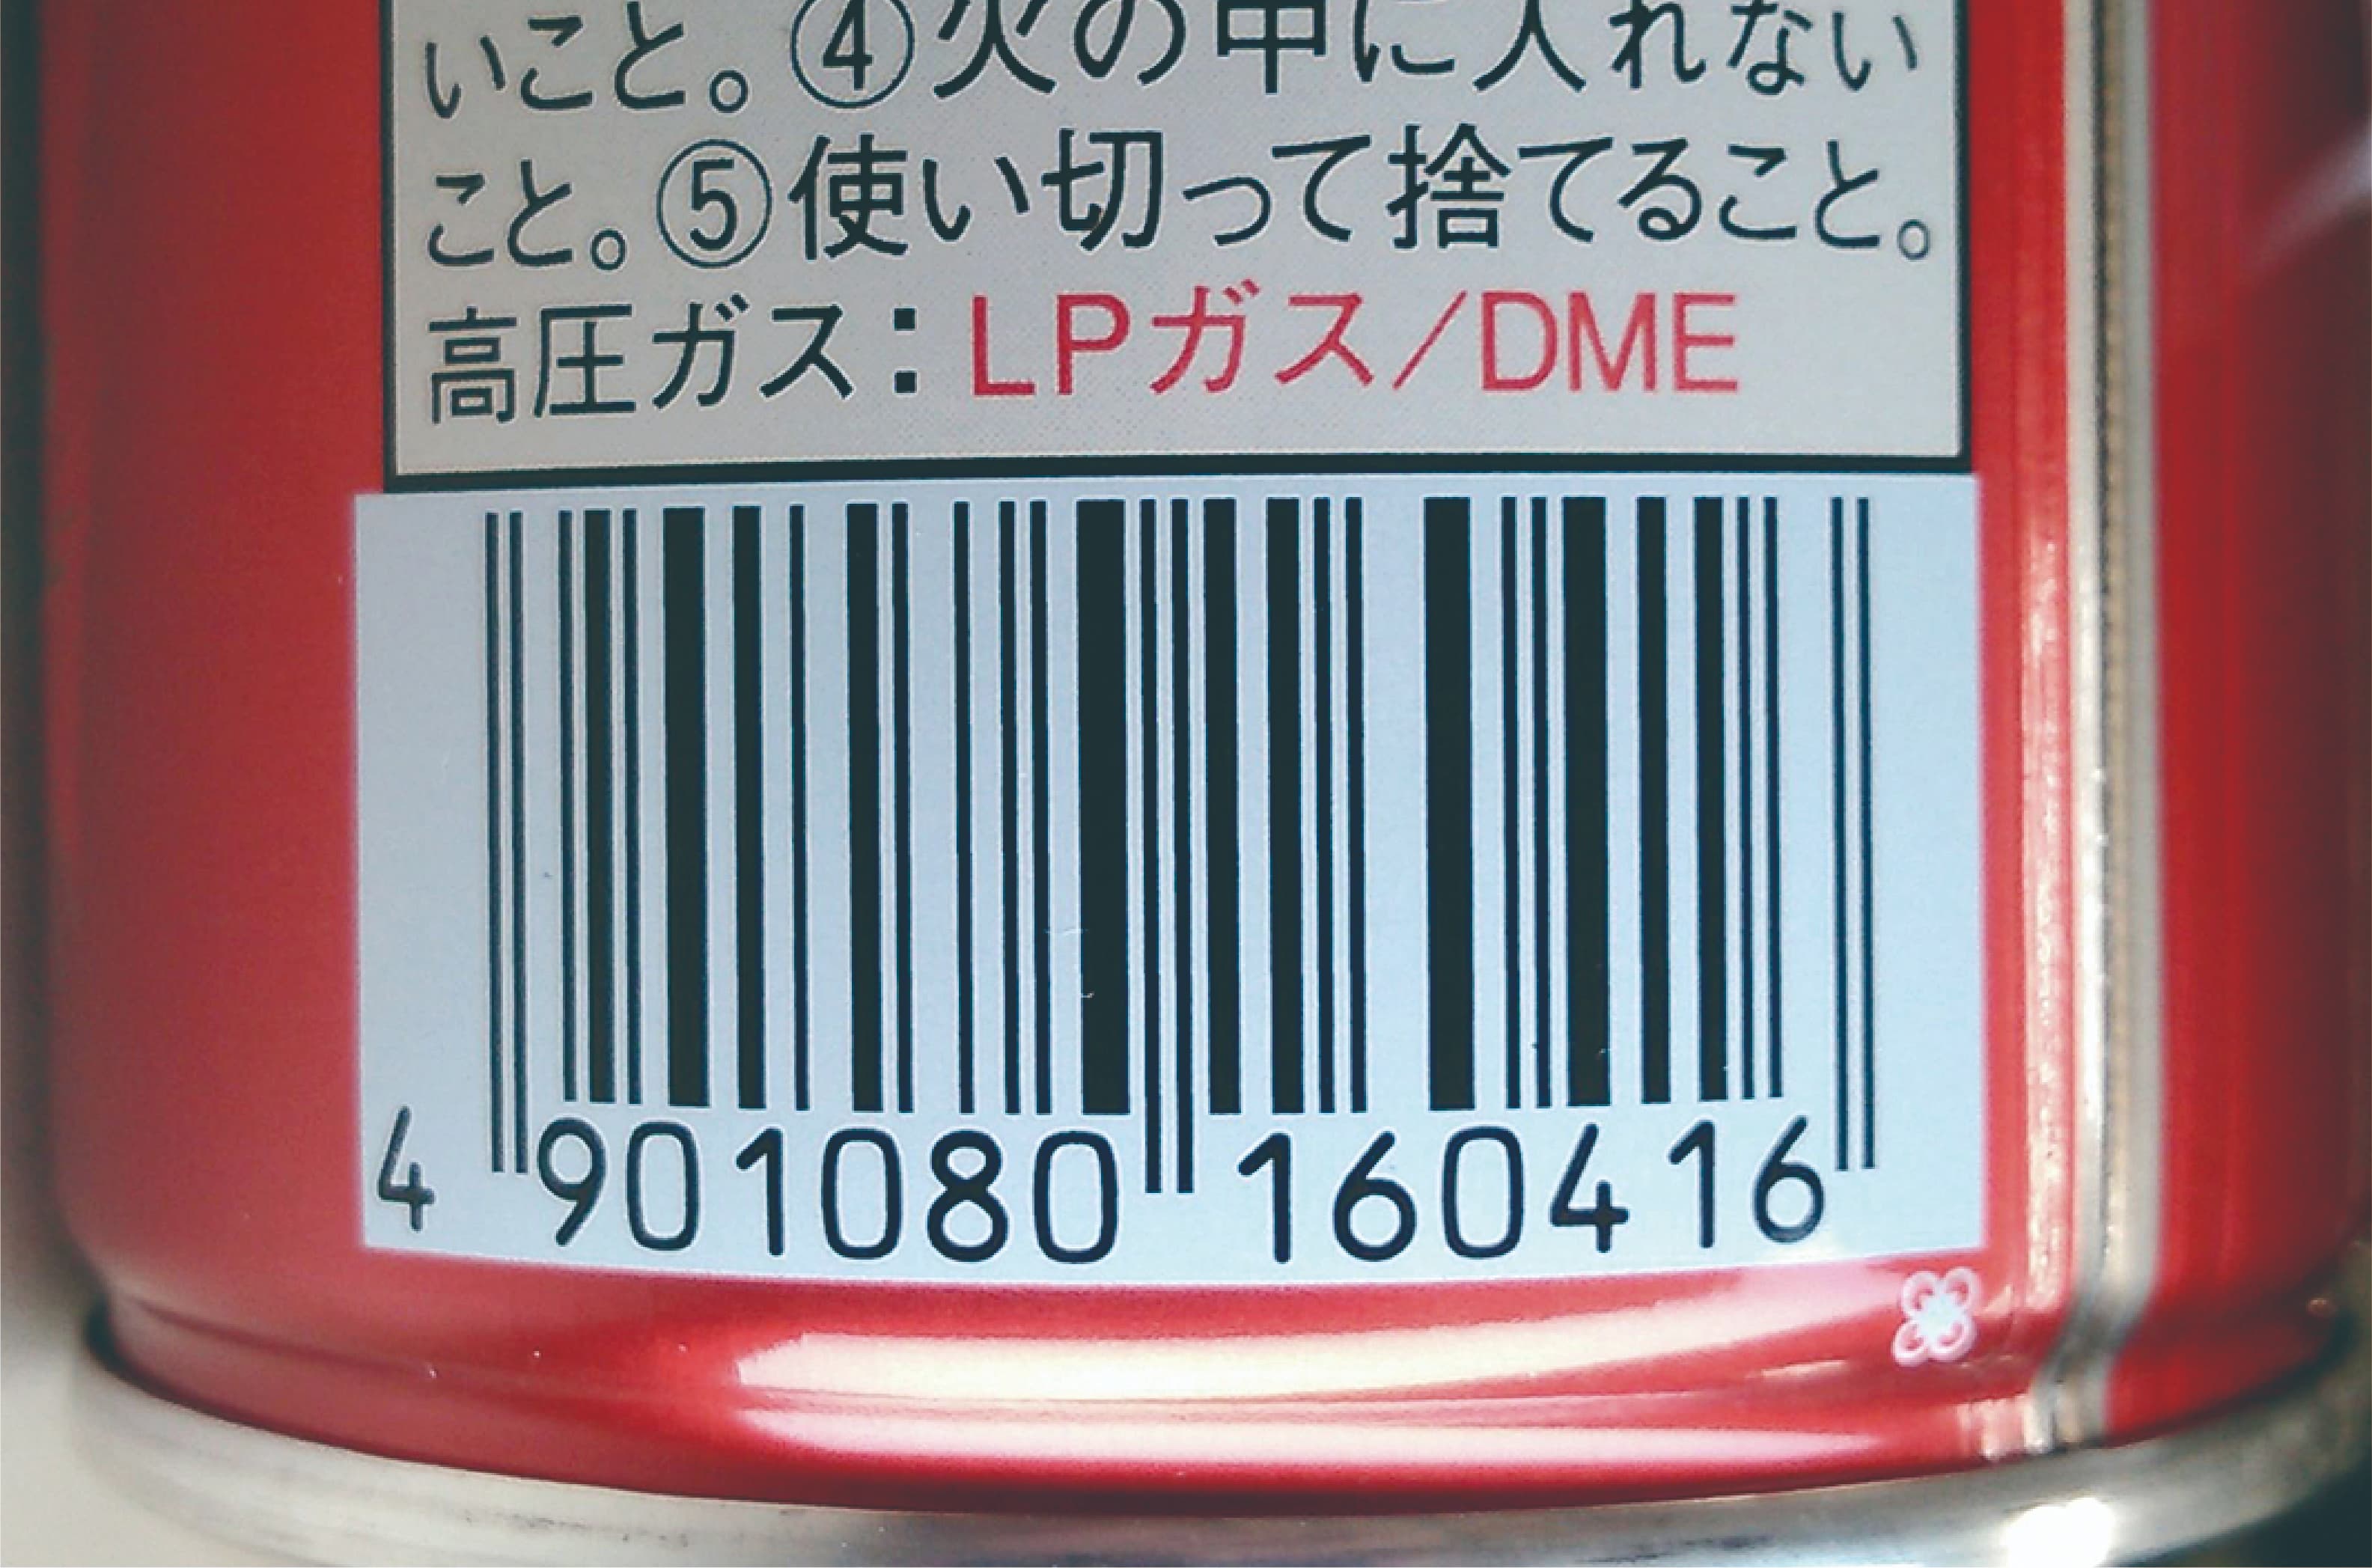 いこと。④火の中に入れない
こと。⑤使い切って捨てること。
高圧ガス：LPガス／DME
4 901080 160416